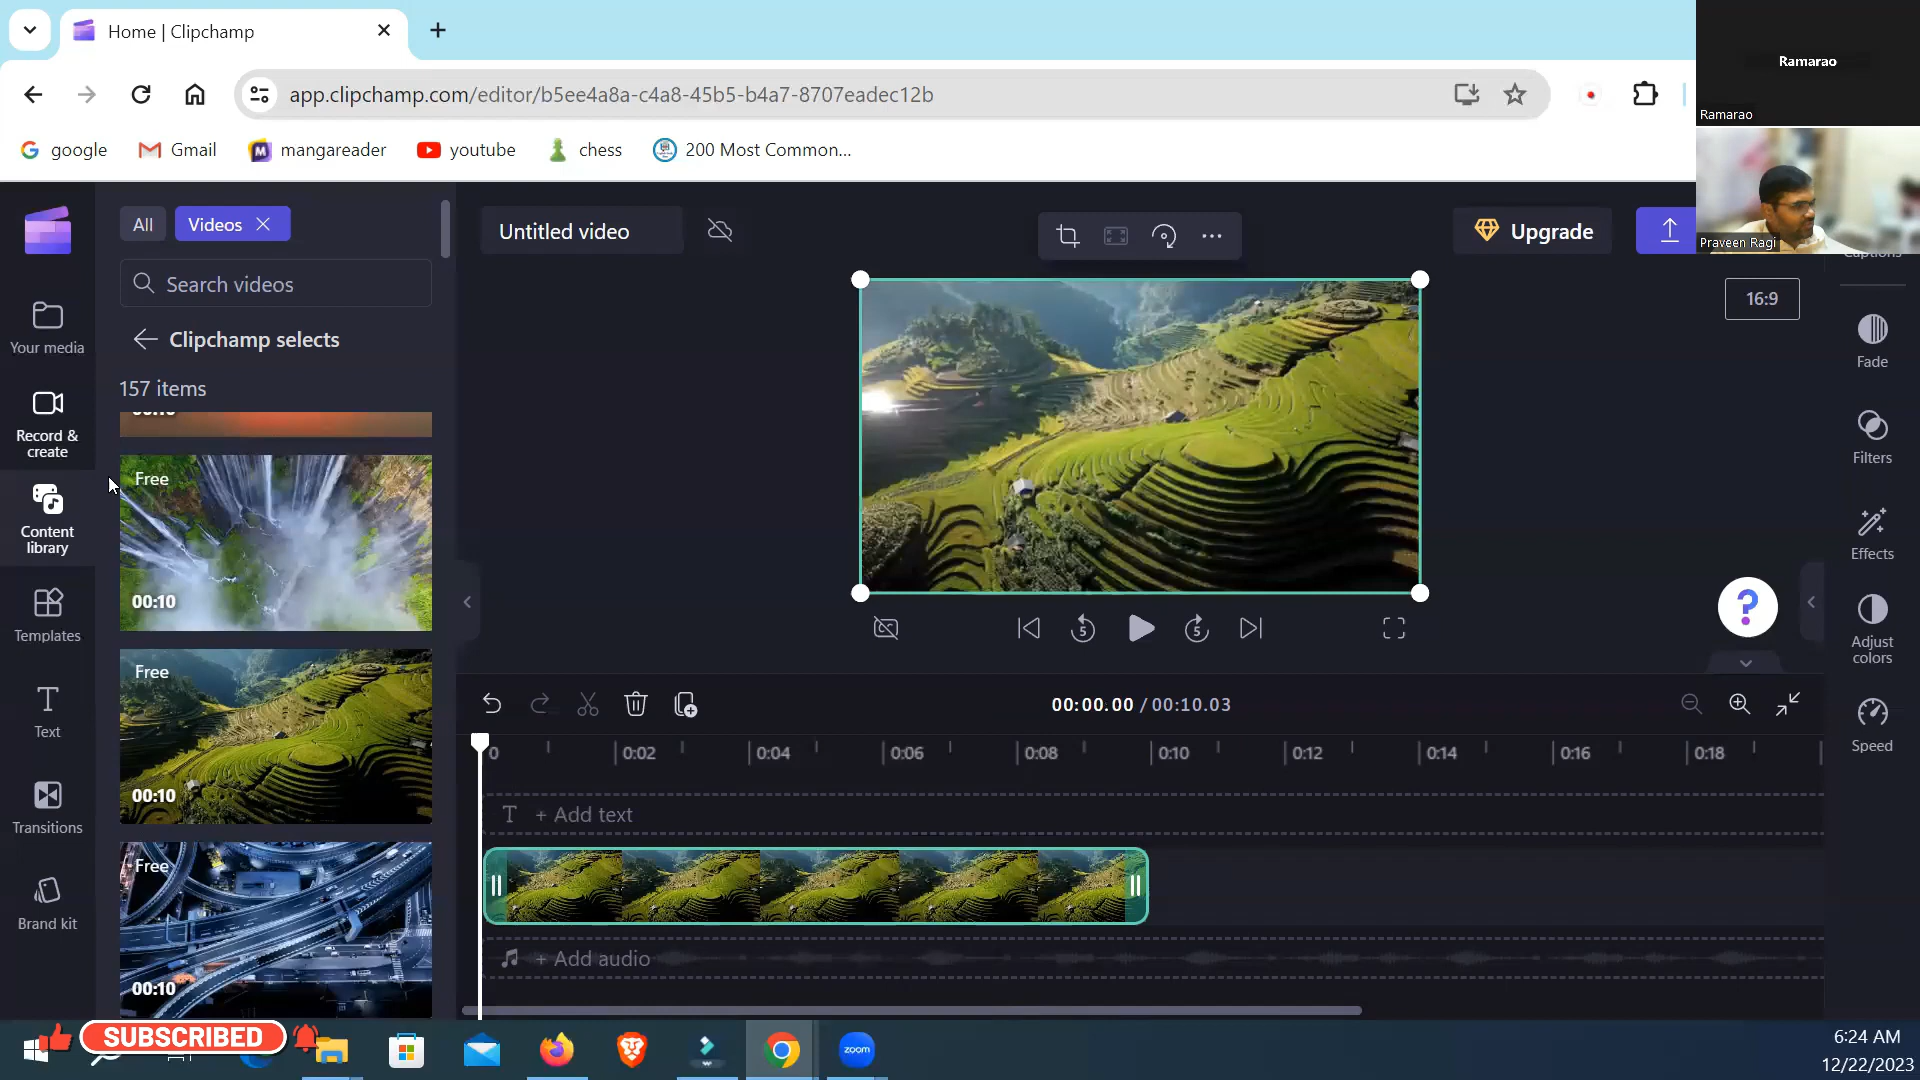 Home | Clipchamp
app.clipchamp.com/editor/b5ee4a8a-c4a8-45b5-b4a7-8707eadec12b
google
Gmail
mangareader
youtube
chess
200 Most Common...
Ramarao
Ramarao
Praveen Ragi
All
Videos
Search videos
Clipchamp selects
157 items
Free
00:10
Free
00:10
Free
00:10
Your media
Record &
create
Content
library
Templates
Text
Transitions
Brand kit
Untitled video
Upgrade
16:9
Captions
Fade
Filters
Effects
Adjust
colors
Speed
5
5
?
00:00.00 / 00:10.03
0
0:02
0:04
0:06
0:08
0:10
0:12
0:14
0:16
0:18
T + Add text
+ Add audio
SUBSCRIBED
zoom
6:24 AM
12/22/2023